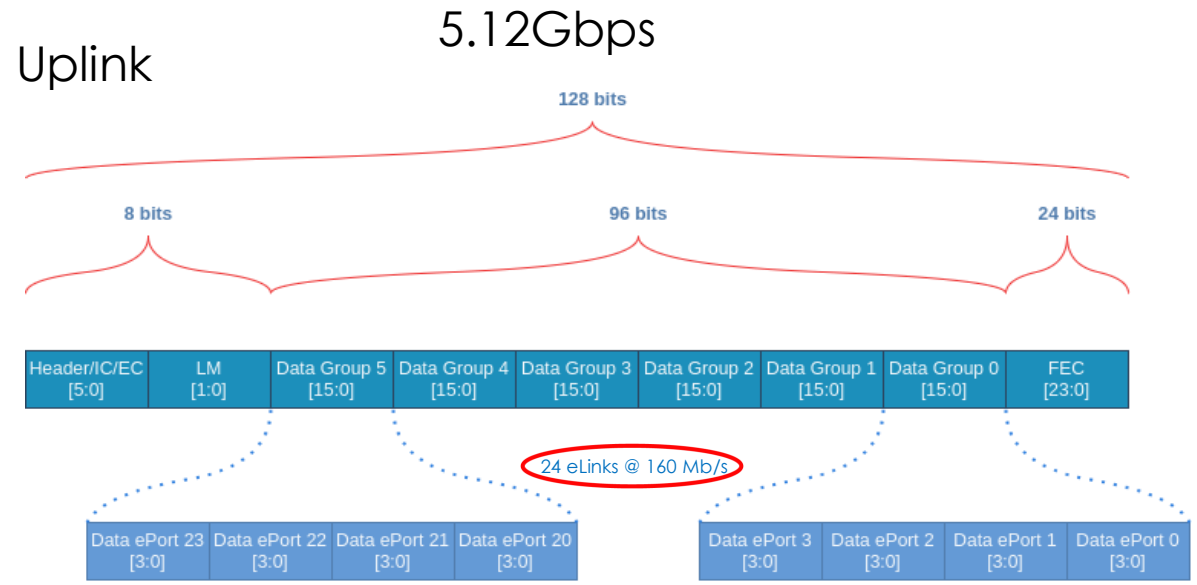 5.12Gbps
Uplink
128 bits
8 bits
96 bits
24 bits
Header/IC/EC
[5:0]
LM
[1:0]
Data Group 5
[15:0]
Data Group 4
[15:0]
Data Group 3
[15:0]
Data Group 2
[15:0]
Data Group 1
[15:0]
Data Group 0
[15:0]
FEC
[23:0]
24 eLinks @ 160 Mb/s
Data ePort 23
[3:0]
Data ePort 22
[3:0]
Data ePort 21
[3:0]
Data ePort 20
[3:0]
Data ePort 3
[3:0]
Data ePort 2
[3:0]
Data ePort 1
[3:0]
Data ePort 0
[3:0]